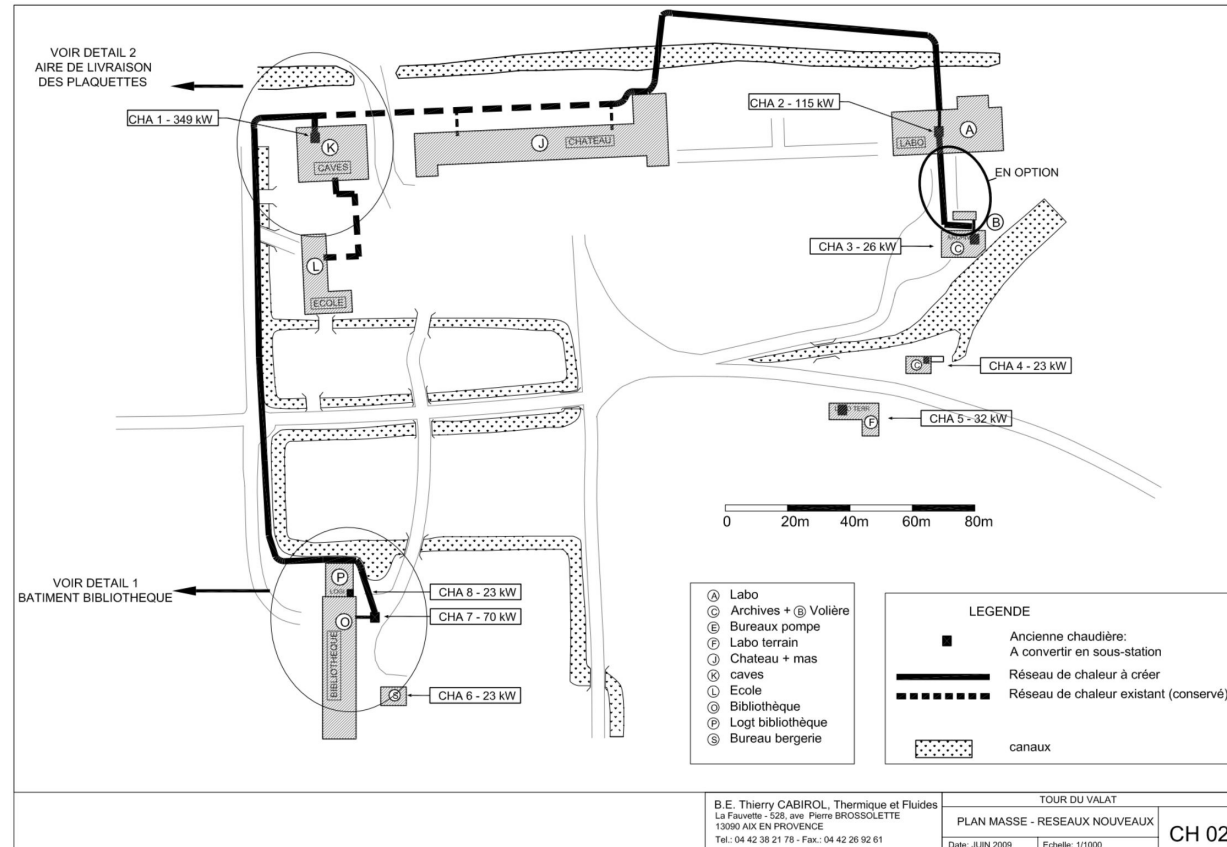 VOIR DETAIL 2
AIRE DE LIVRAISON
DES PLAQUETTES
CHA 1 - 349 kW
K
CAVES
J
CHATEAU
CHA 2 - 115 kW
A
LABO
EN OPTION
B
CHA 3 - 26 kW
C
L
ECOLE
C
CHA 4 - 23 kW
F
CHA 5 - 32 kW
0 20m 40m 60m 80m
VOIR DETAIL 1
BATIMENT BIBLIOTHEQUE
P
CHA 8 - 23 kW
O
CHA 7 - 70 kW
BIBLIOTHEQUE
S
CHA 6 - 23 kW
A Labo
C Archives + B Volière
E Bureaux pompe
F Labo terrain
J Chateau + mas
K caves
L Ecole
O Bibliothèque
P Logt bibliothèque
S Bureau bergerie
LEGENDE
Ancienne chaudière:
A convertir en sous-station
Réseau de chaleur à créer
Réseau de chaleur existant (conservé)
canaux
B.E. Thierry CABIROL, Thermique et Fluides
La Fauvette - 528, ave Pierre BROSSOLETTE
13090 AIX EN PROVENCE
Tel.: 04 42 38 21 78 - Fax.: 04 42 26 92 61
TOUR DU VALAT
PLAN MASSE - RESEAUX NOUVEAUX
CH 02
Date: JUIN 2009
Echelle: 1/1000